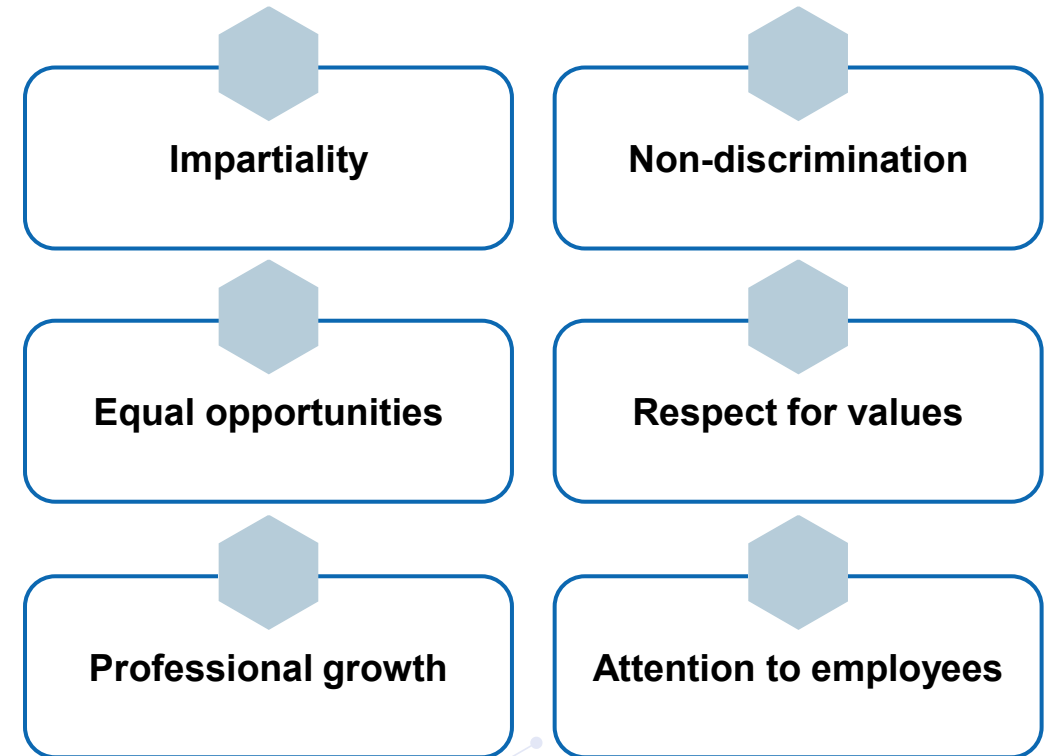 Impartiality
Non-discrimination
Equal opportunities
Respect for values
Professional growth
Attention to employees